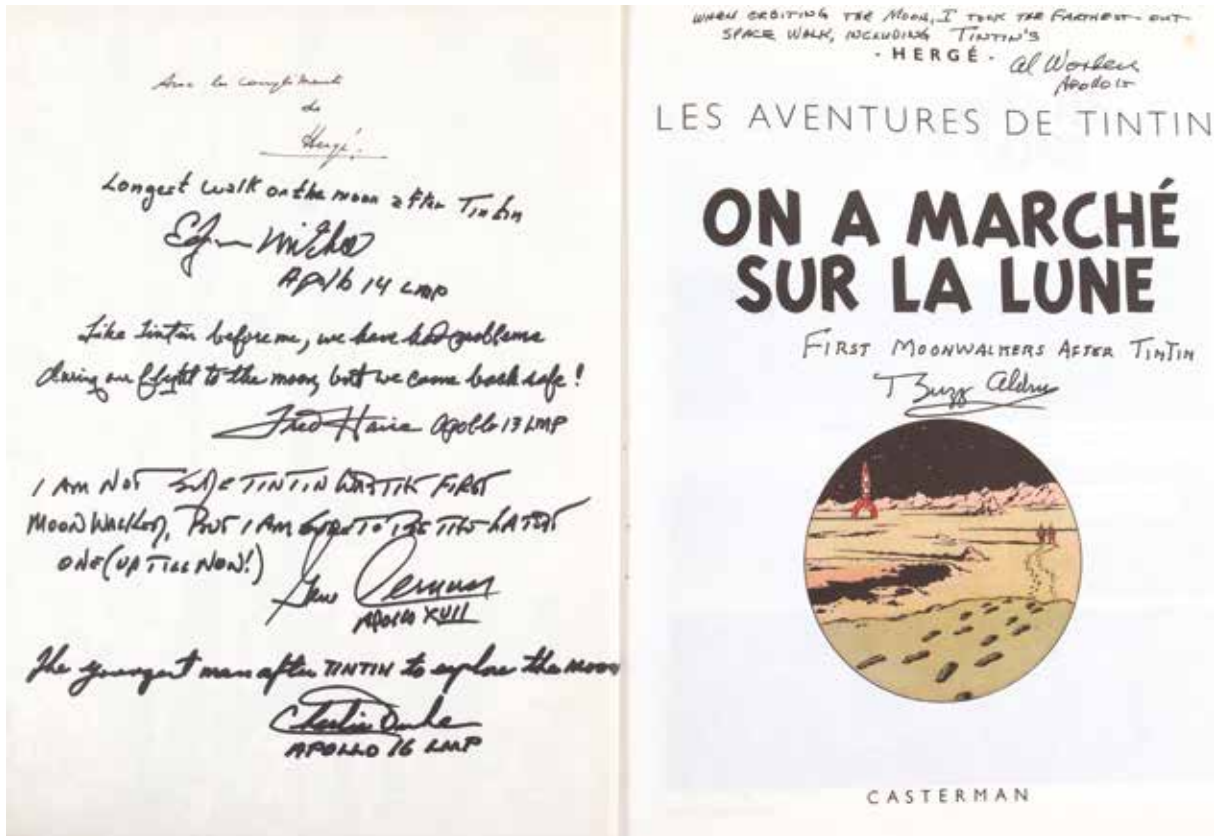 Avec les compliments
de
Hergé.
Longest walk on the moon after Tintin
Edgar Mitchell
Apollo 14 LMP
Like Tintin before me, we have had problems
during our flight to the moon, but we came back safe!
Fred Haise Apollo 13 LMP
I AM NOT SURE TINTIN WAS THE FIRST
MOONWALKER, BUT I AM SURE TO BE THE LATEST
ONE (UP TILL NOW!)
Gene Cernan
APOLLO XVII
The youngest man after TINTIN to explore the MOON
Charlie Duke
APOLLO 16 LMP
WHEN ORBITING THE MOON, I TOOK THE FARTHEST OUT
SPACE WALK, INCLUDING TINTIN'S
· HERGÉ · Al Worden
Apollo 15
LES AVENTURES DE TINTIN
ON A MARCHÉ
SUR LA LUNE
FIRST MOONWALKERS AFTER TINTIN
Buzz Aldrin
CASTERMAN